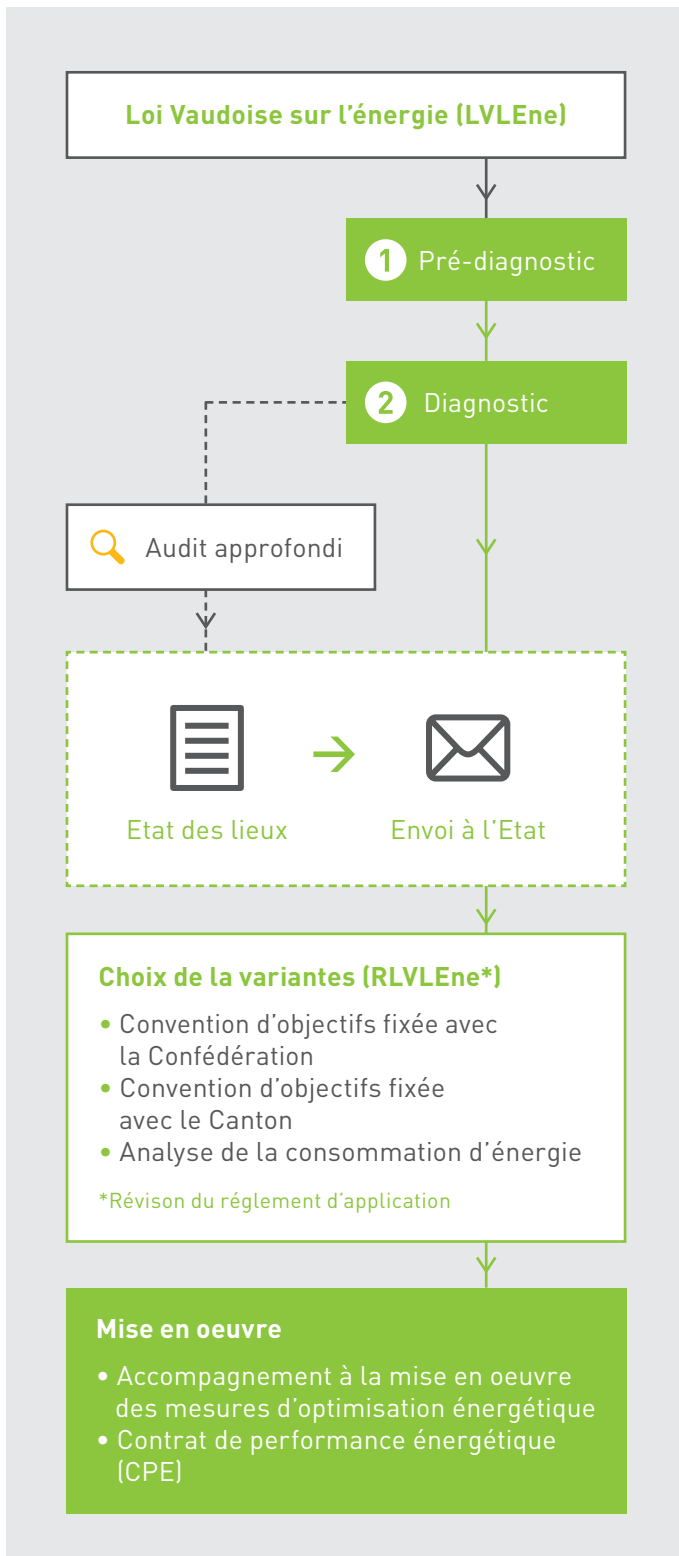 Loi Vaudoise sur l’énergie (LVLEne)
1 Pré-diagnostic
2 Diagnostic
Audit approfondi
Etat des lieux
Envoi à l’Etat
Choix de la variantes (RLVLEne*)
• Convention d’objectifs fixée avec
la Confédération
• Convention d’objectifs fixée
avec le Canton
• Analyse de la consommation d’énergie
*Révison du réglement d’application
Mise en oeuvre
• Accompagnement à la mise en oeuvre
des mesures d’optimisation énergétique
• Contrat de performance énergétique
(CPE)